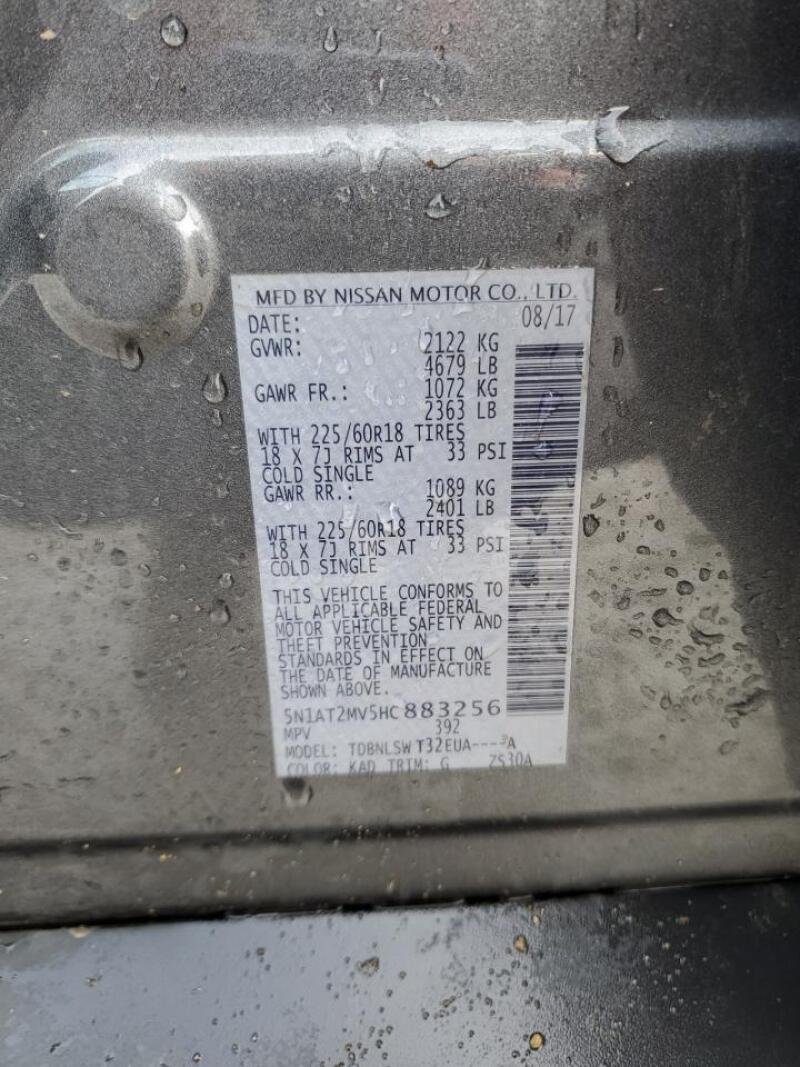 MFD BY NISSAN MOTOR CO., LTD.
DATE: 08/17
GVWR: 2122 KG
4679 LB
GAWR FR.: 1072 KG
2363 LB
WITH 225/60R18 TIRES
18 X 7J RIMS AT 33 PSI
COLD SINGLE
GAWR RR.: 1089 KG
2401 LB
WITH 225/60R18 TIRES
18 X 7J RIMS AT 33 PSI
COLD SINGLE
THIS VEHICLE CONFORMS TO
ALL APPLICABLE FEDERAL
MOTOR VEHICLE SAFETY AND
THEFT PREVENTION
STANDARDS IN EFFECT ON
THE DATE OF MANUFACTURE
SHOWN ABOVE.
5N1AT2MV5HC883256
MPV 392
MODEL: TDBNLSWT32EUA----A
COLOR: KAD TRIM: G ZS30A